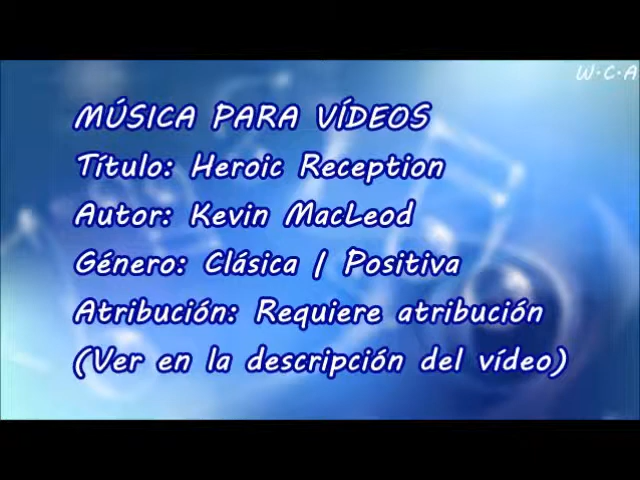 W·C·A
MÚSICA PARA VÍDEOS
Título: Heroic Reception
Autor: Kevin MacLeod
Género: Clásica / Positiva
Atribución: Requiere atribución
(Ver en la descripción del vídeo)